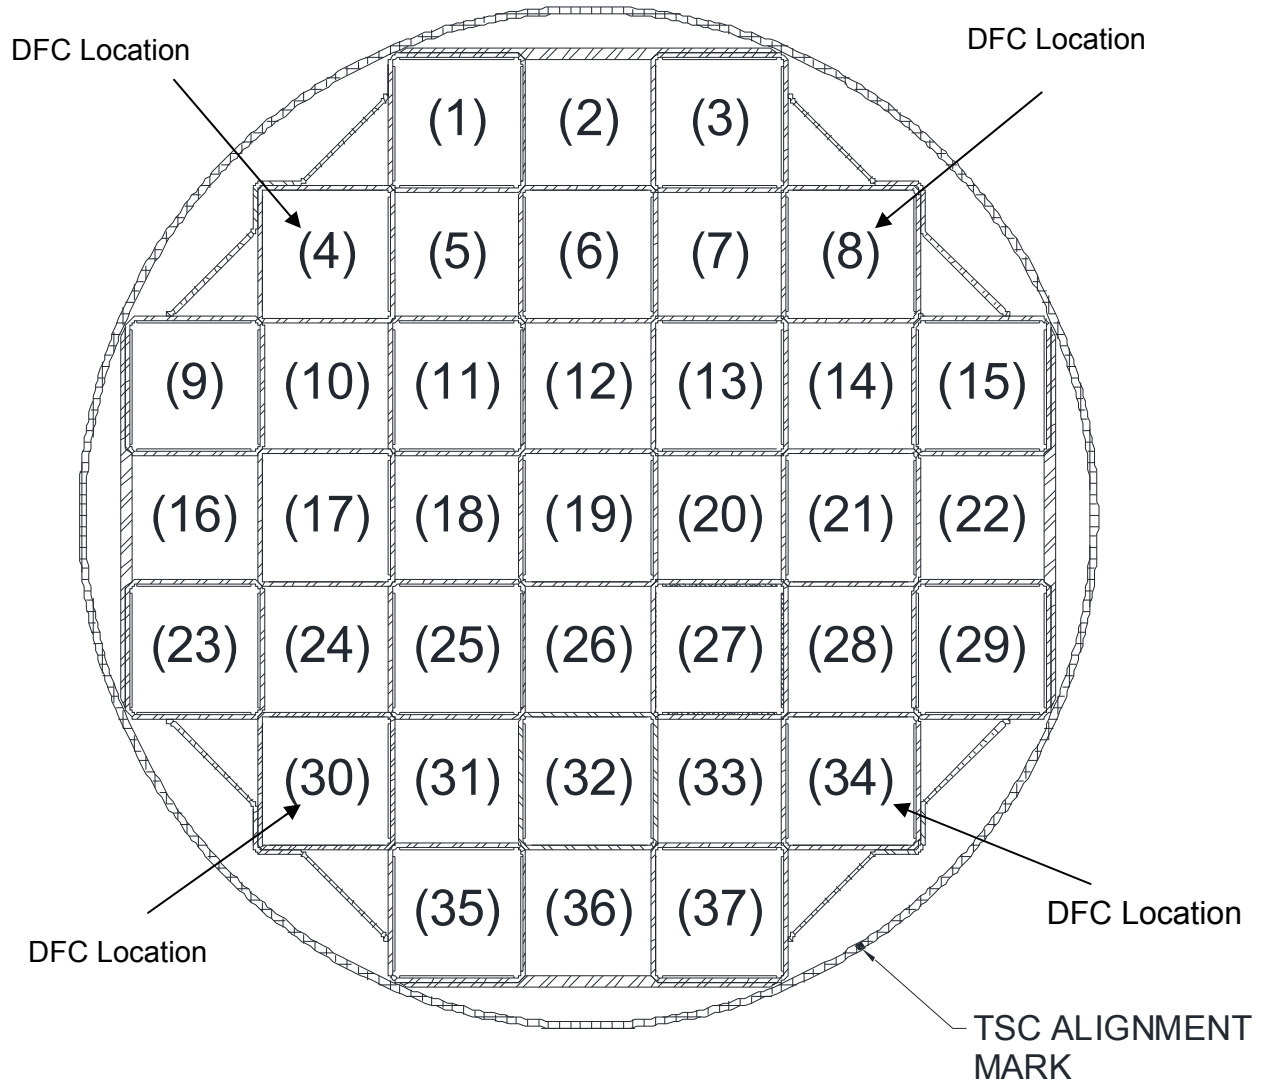 DFC Location
DFC Location
(1) (2) (3)
(4) (5) (6) (7) (8)
(9) (10) (11) (12) (13) (14) (15)
(16) (17) (18) (19) (20) (21) (22)
(23) (24) (25) (26) (27) (28) (29)
(30) (31) (32) (33) (34)
(35) (36) (37)
DFC Location
DFC Location
TSC ALIGNMENT
MARK